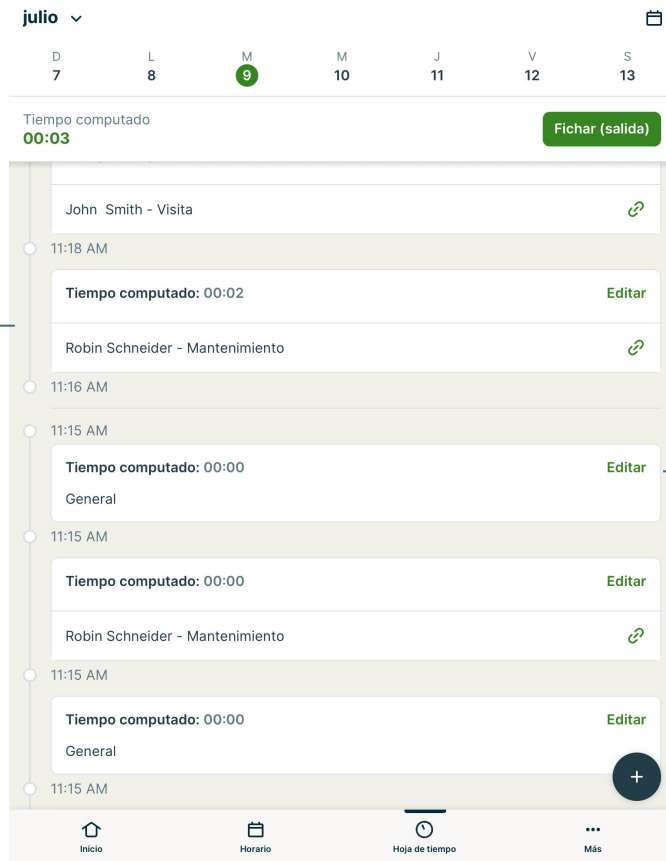 julio
D L M M J V S
7 8 9 10 11 12 13
Tiempo computado
00:03
Fichar (salida)
John Smith - Visita
11:18 AM
Tiempo computado: 00:02 Editar
Robin Schneider - Mantenimiento
11:16 AM
11:15 AM
Tiempo computado: 00:00 Editar
General
11:15 AM
Tiempo computado: 00:00 Editar
Robin Schneider - Mantenimiento
11:15 AM
Tiempo computado: 00:00 Editar
General
11:15 AM
Inicio Horario Hoja de tiempo Más